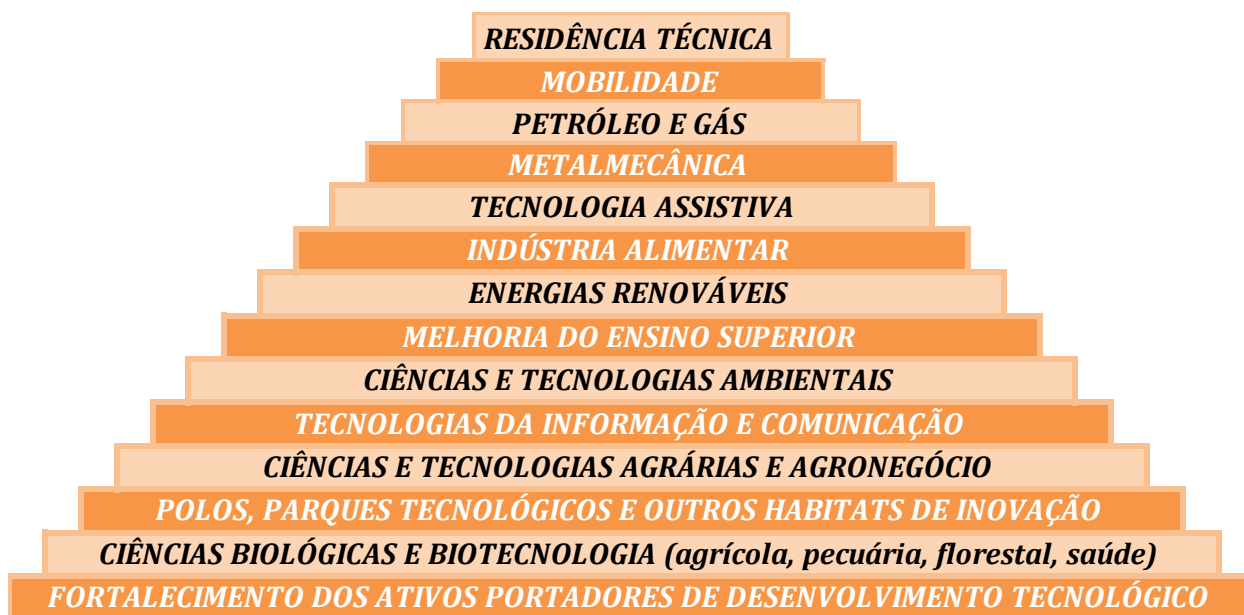 RESIDÊNCIA TÉCNICA
MOBILIDADE
PETRÓLEO E GÁS
METALMECÂNICA
TECNOLOGIA ASSISTIVA
INDÚSTRIA ALIMENTAR
ENERGIAS RENOVÁVEIS
MELHORIA DO ENSINO SUPERIOR
CIÊNCIAS E TECNOLOGIAS AMBIENTAIS
TECNOLOGIAS DA INFORMAÇÃO E COMUNICAÇÃO
CIÊNCIAS E TECNOLOGIAS AGRÁRIAS E AGRONEGÓCIO
POLOS, PARQUES TECNOLÓGICOS E OUTROS HABITATS DE INOVAÇÃO
CIÊNCIAS BIOLÓGICAS E BIOTECNOLOGIA (agrícola, pecuária, florestal, saúde)
FORTALECIMENTO DOS ATIVOS PORTADORES DE DESENVOLVIMENTO TECNOLÓGICO